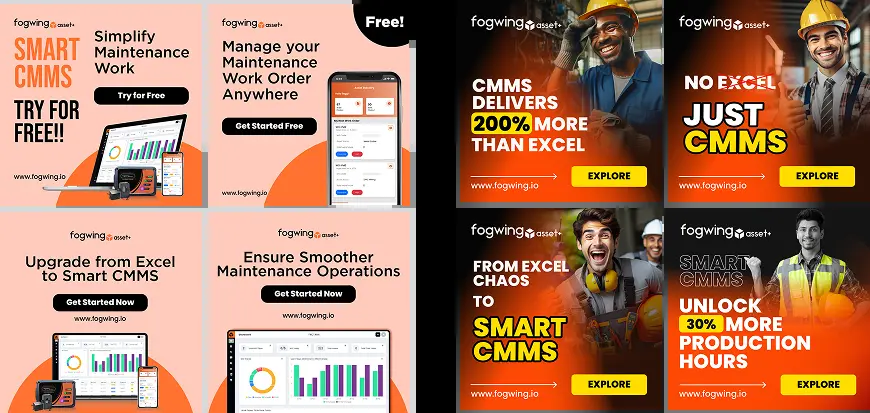 fogwing asset+
SMART
CMMS
TRY FOR
FREE!!
Simplify
Maintenance
Work
Try for Free
www.fogwing.io
fogwing asset+
Free!
Manage your
Maintenance
Work Order
Anywhere
Get Started Free
www.fogwing.io
fogwing asset+
CMMS
DELIVERS
200% MORE
THAN EXCEL
www.fogwing.io
EXPLORE
fogwing asset+
NO EXCEL
JUST
CMMS
www.fogwing.io
EXPLORE
fogwing asset+
Upgrade from Excel
to Smart CMMS
Get Started Now
www.fogwing.io
fogwing asset+
Ensure Smoother
Maintenance Operations
Get Started Now
www.fogwing.io
fogwing asset+
FROM EXCEL
CHAOS
TO
SMART
CMMS
www.fogwing.io
EXPLORE
fogwing asset+
SMART
CMMS
UNLOCK
30% MORE
PRODUCTION
HOURS
www.fogwing.io
EXPLORE